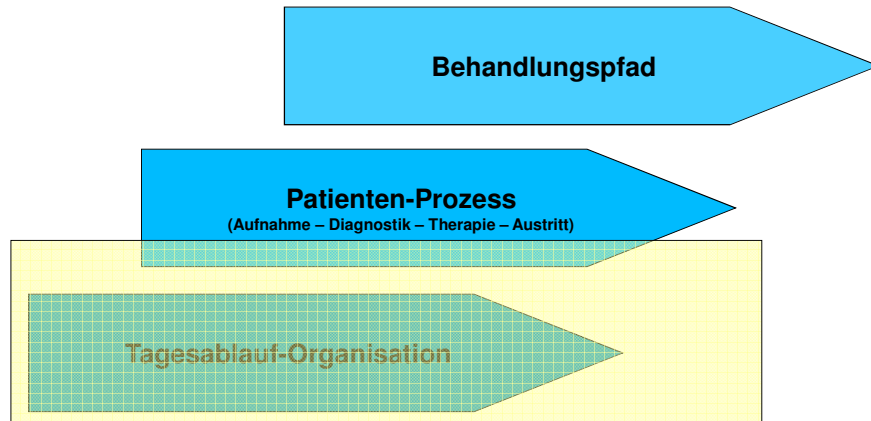 Behandlungspfad
Patienten-Prozess
(Aufnahme – Diagnostik – Therapie – Austritt)
Tagesablauf-Organisation